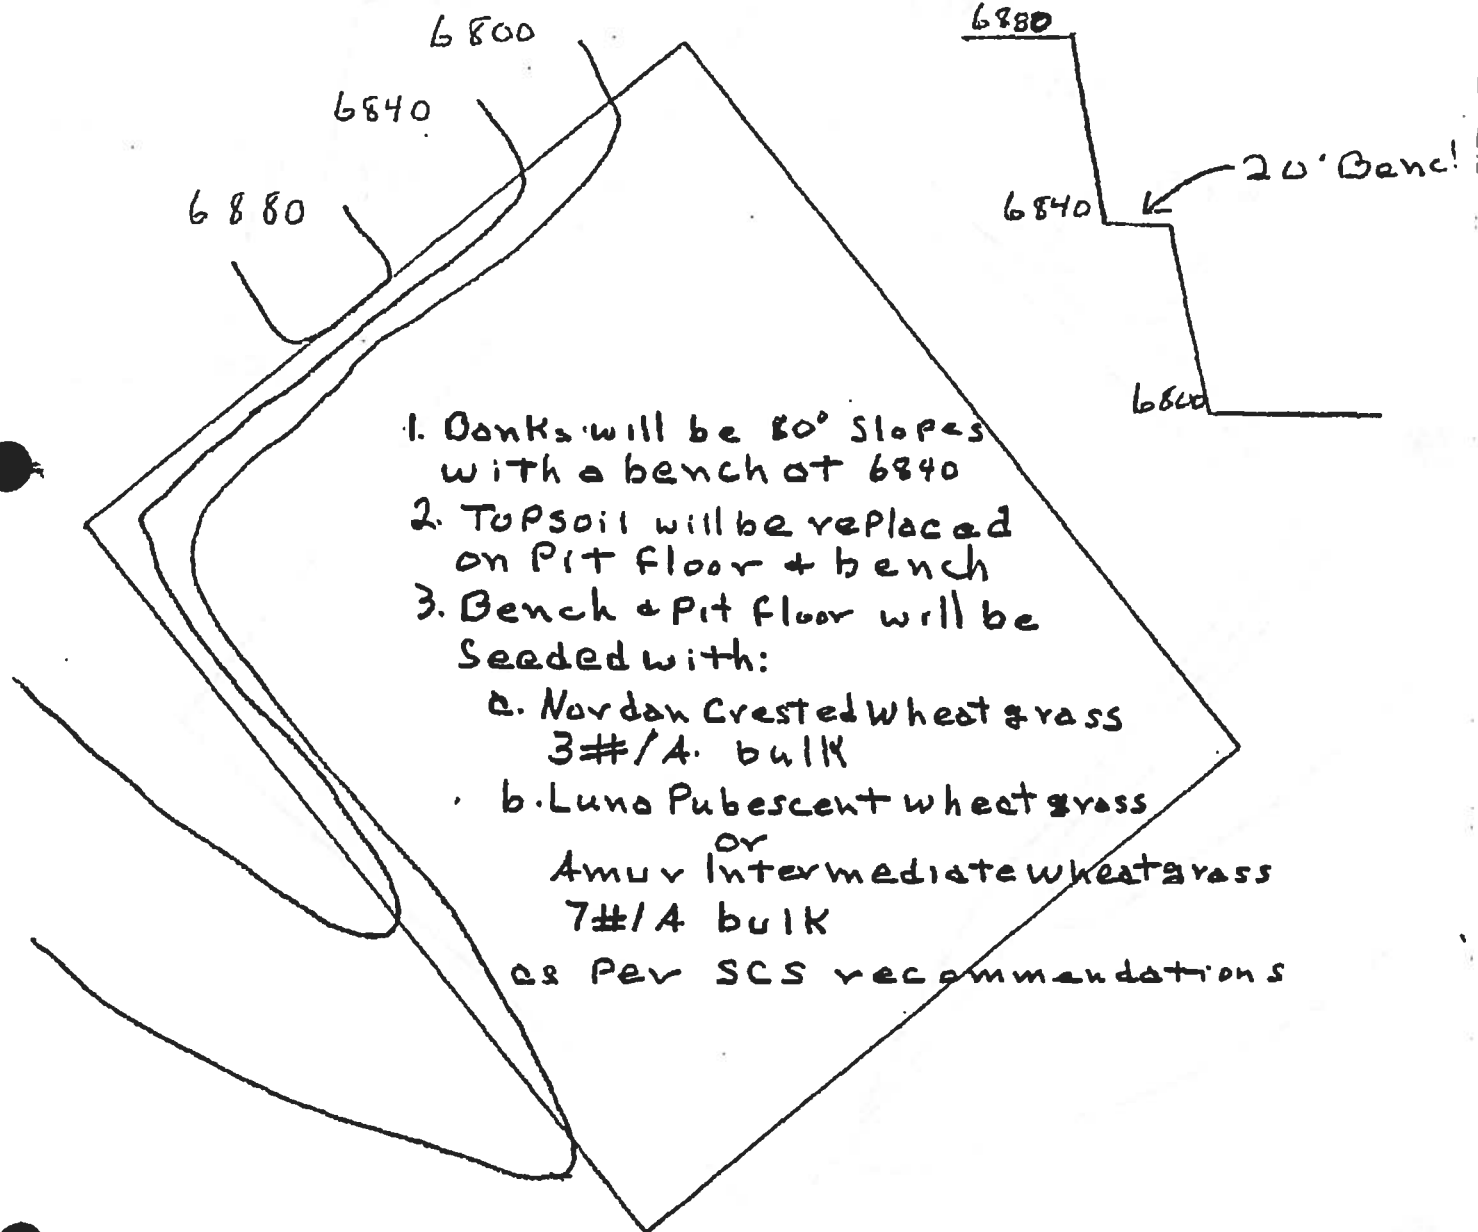 6800
6840
6880
6880
20' Benc
6840
6800
1. Banks will be 80° Slopes
with a bench at 6840
2. Topsoil will be replaced
on Pit floor + bench
3. Bench & Pit floor will be
Seeded with:
a. Nordan Crested Wheatgrass
3#/A. bulk
b. Luna Pubescent wheatgrass
or
Amur Intermediate wheatgrass
7#/A bulk
as Per SCS recommendations